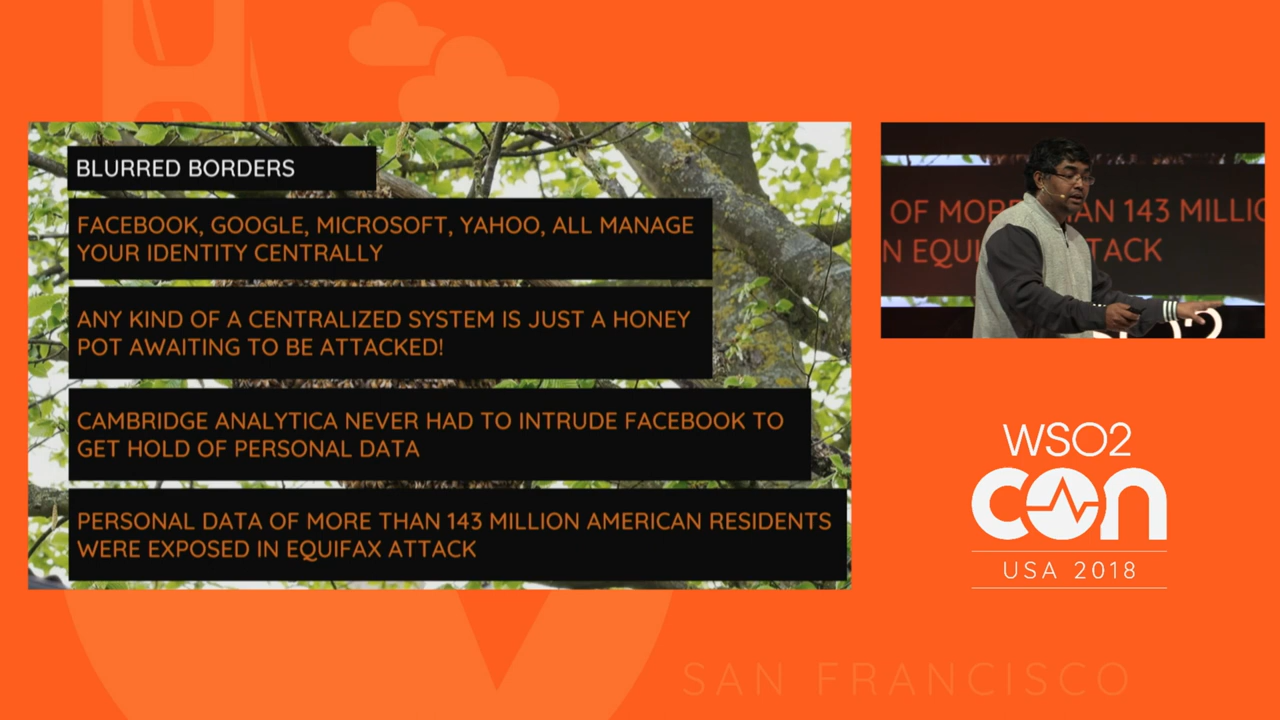 BLURRED BORDERS
FACEBOOK, GOOGLE, MICROSOFT, YAHOO, ALL MANAGE
YOUR IDENTITY CENTRALLY
ANY KIND OF A CENTRALIZED SYSTEM IS JUST A HONEY
POT AWAITING TO BE ATTACKED!
CAMBRIDGE ANALYTICA NEVER HAD TO INTRUDE FACEBOOK TO
GET HOLD OF PERSONAL DATA
PERSONAL DATA OF MORE THAN 143 MILLION AMERICAN RESIDENTS
WERE EXPOSED IN EQUIFAX ATTACK
OF 143
WSO2
CON
USA 2018
SAN FRANCISCO